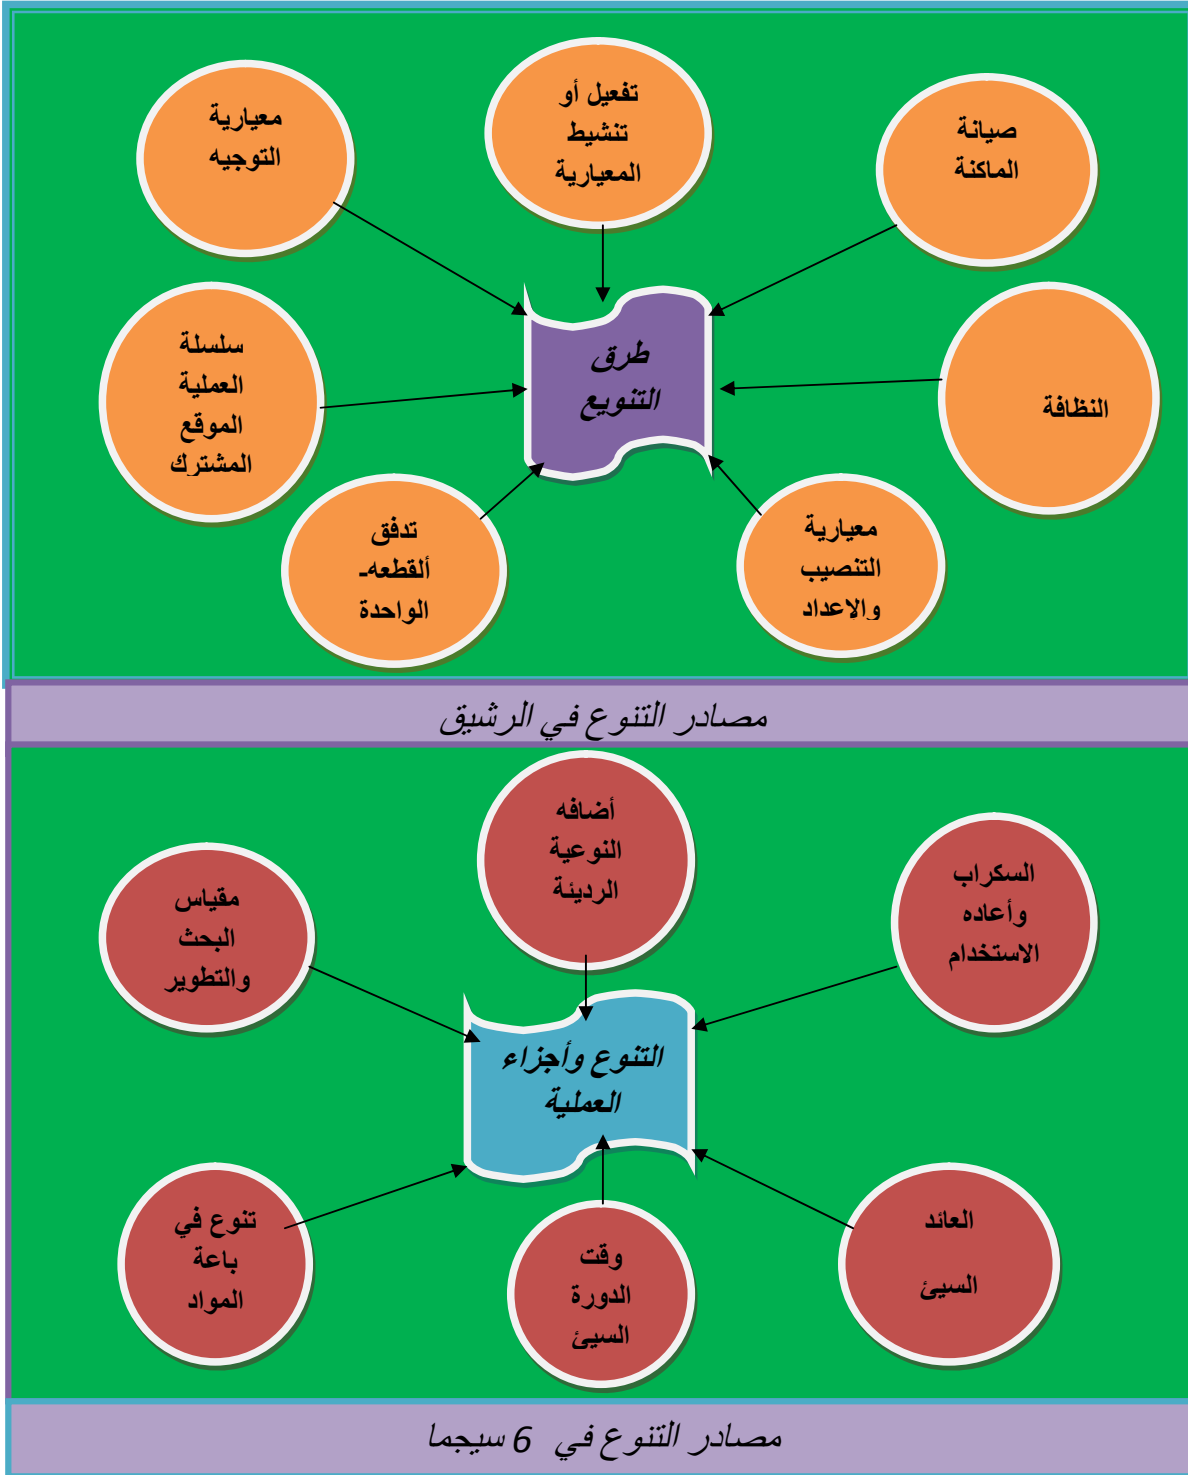 تفعيل أو
تنشيط
المعيارية
صيانة
الماكنة
معيارية
التوجيه
النظافة
سلسلة
العملية
الموقع
المشترك
طرق
التنويع
معيارية
التنصيب
والاعداد
تدفق
ألقطعه-
الواحدة
مصادر التنوع في الرشيق
أضافه
النوعية
الرديئة
السكراب
وأعاده
الاستخدام
مقياس
البحث
والتطوير
التنوع وأجزاء
العملية
العائد
السيئ
وقت
الدورة
السيئ
تنوع في
باعة
المواد
مصادر التنوع في 6 سيجما